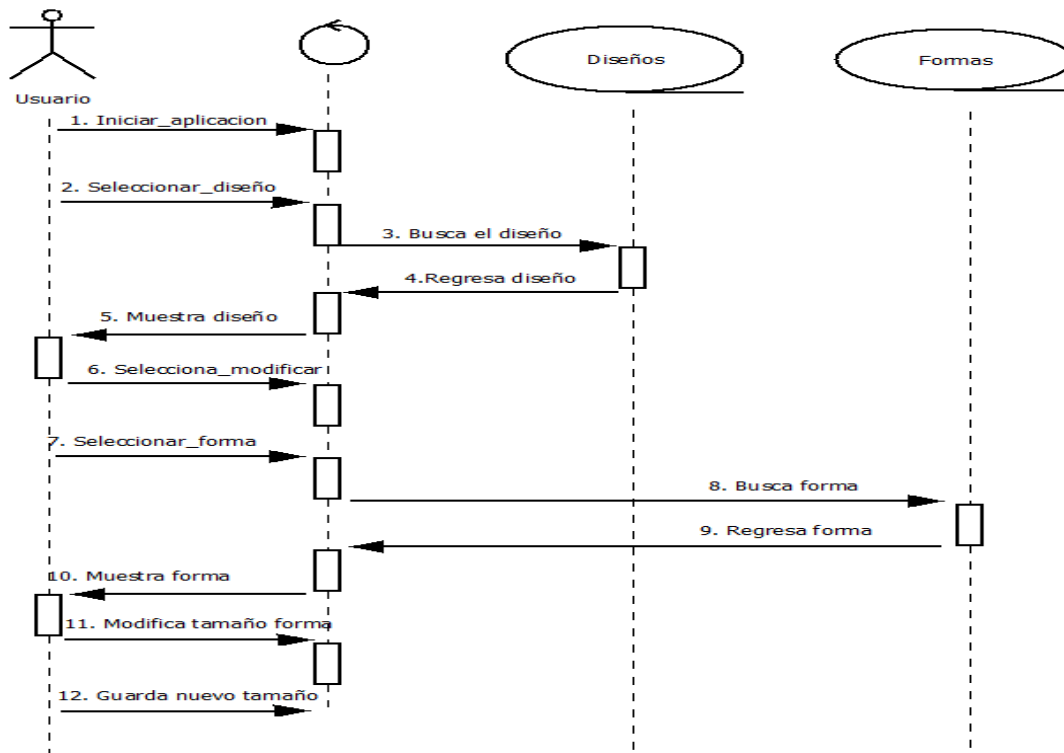 Diseños
Formas
Usuario
1. Iniciar_aplicacion
2. Seleccionar_diseño
3. Busca el diseño
4.Regresa diseño
5. Muestra diseño
6. Selecciona_modificar
7. Seleccionar_forma
8. Busca forma
9. Regresa forma
10. Muestra forma
11. Modifica tamaño forma
12. Guarda nuevo tamaño